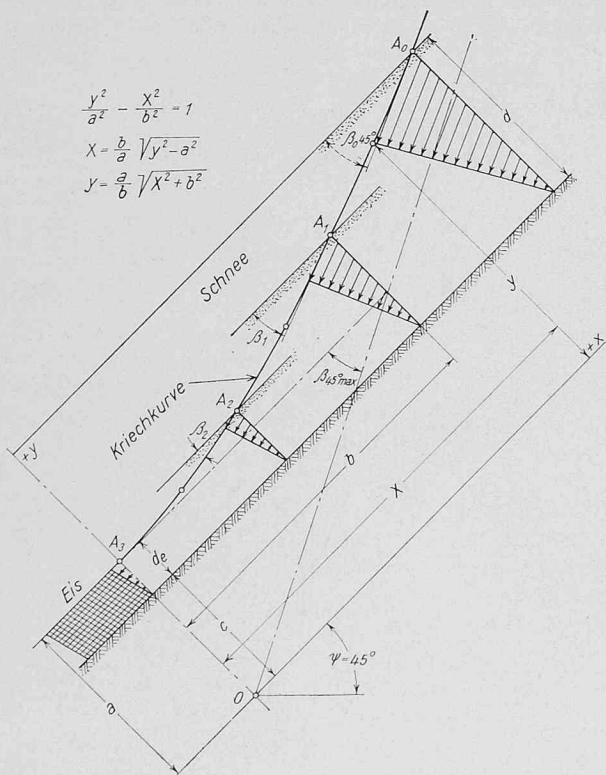 y²/a² - x²/b² = 1
x = b/a √(y²-a²)
y = a/b √(x²+b²)
A₀
β₀45°
d
A₁
Schnee
y
+x
β₁
β45°max
Kriechkurve
A₂
β₂
b
x
+y
A₃
de
Eis
c
ψ=45°
a
O